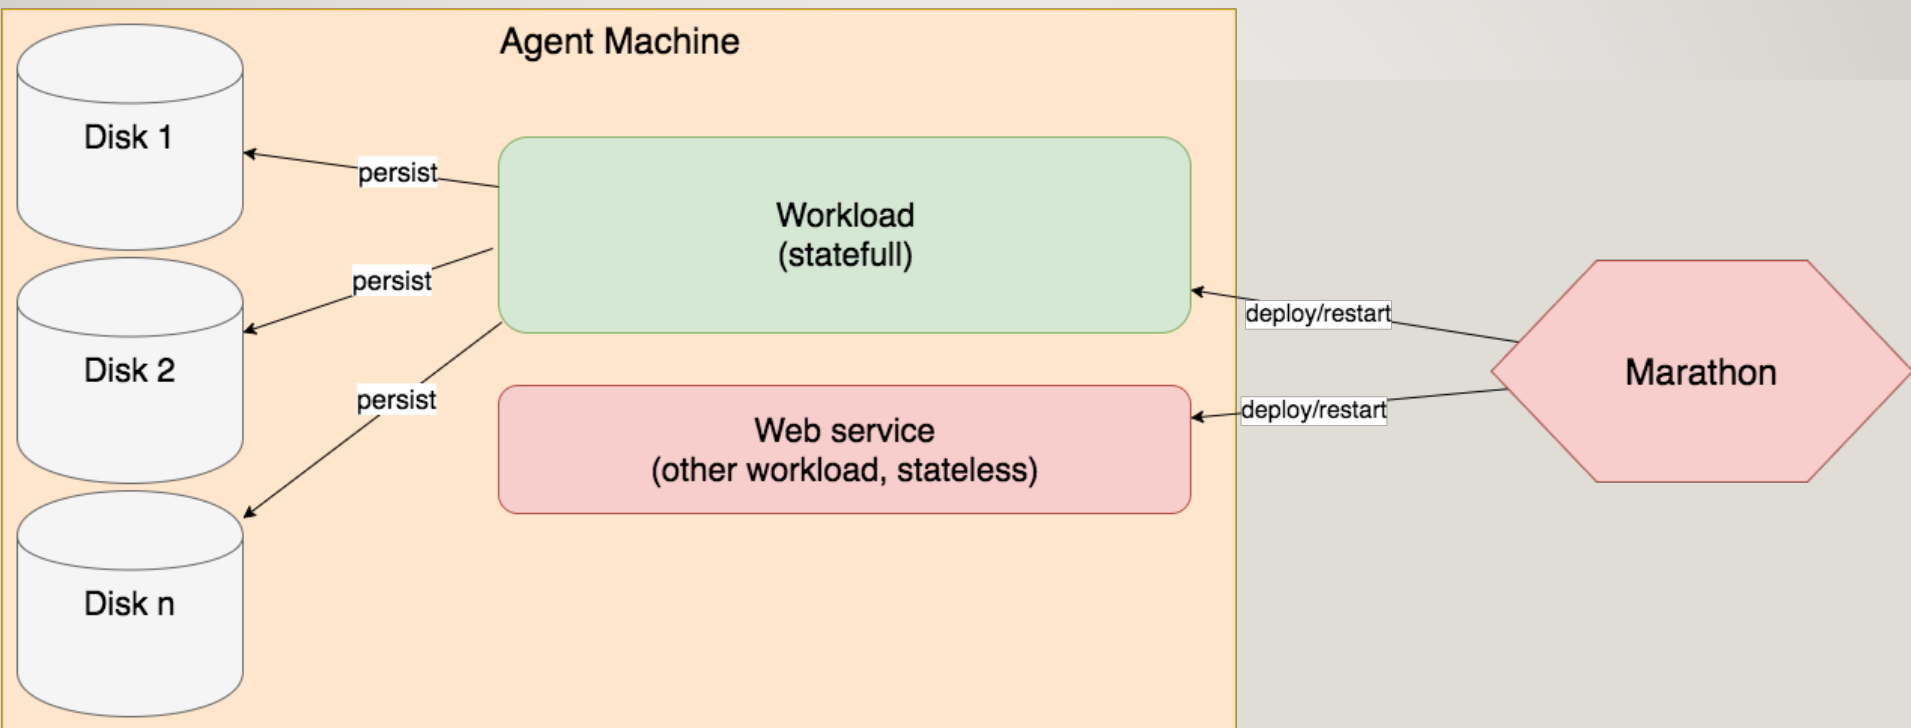 Agent Machine
Disk 1
persist
Workload
(statefull)
persist
deploy/restart
Disk 2
Marathon
persist
deploy/restart
Web service
(other workload, stateless)
Disk n